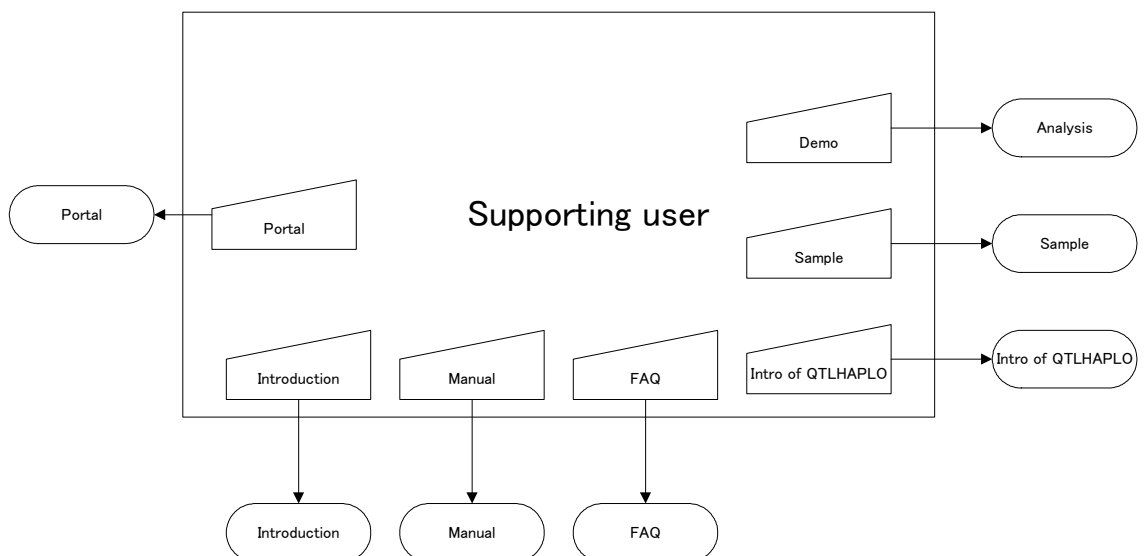 Demo
Analysis
Portal
Portal
Supporting user
Sample
Sample
Introduction
Manual
FAQ
Intro of QTLHAPLO
Intro of QTLHAPLO
Introduction
Manual
FAQ